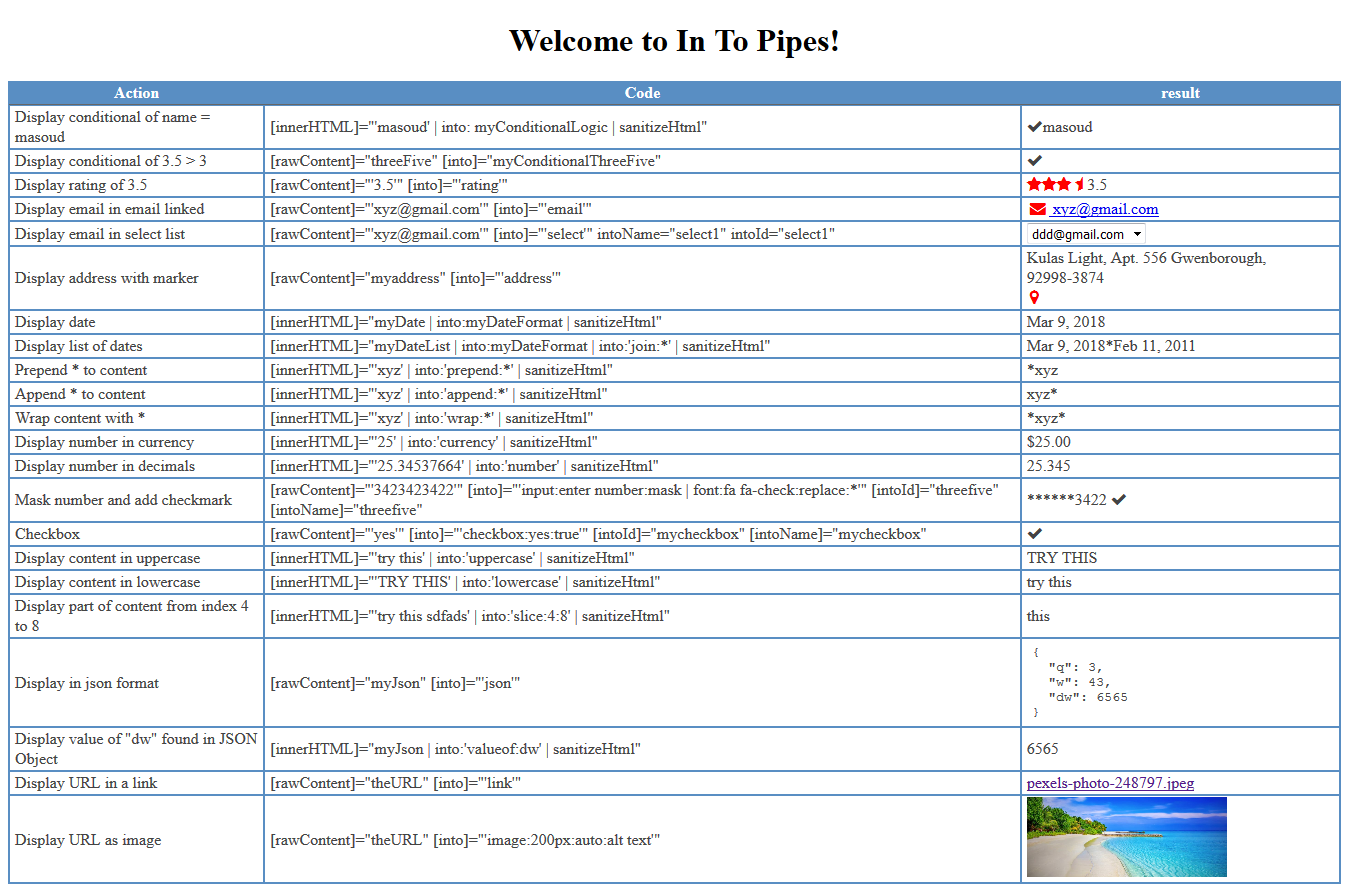 Welcome to In To Pipes!
Action Code result
Display conditional of name =
masoud
[innerHTML]="'masoud' | into: myConditionalLogic | sanitizeHtml"
masoud
Display conditional of 3.5 > 3
[rawContent]="threeFive" [into]="myConditionalThreeFive"
Display rating of 3.5
[rawContent]="'3.5'" [into]="'rating'"
3.5
Display email in email linked
[rawContent]="'xyz@gmail.com'" [into]="'email'"
xyz@gmail.com
Display email in select list
[rawContent]="'xyz@gmail.com'" [into]="'select'" intoName="select1" intoId="select1"
ddd@gmail.com
Display address with marker
[rawContent]="myaddress" [into]="'address'"
Kulas Light, Apt. 556 Gwenborough,
92998-3874
Display date
[innerHTML]="myDate | into:myDateFormat | sanitizeHtml"
Mar 9, 2018
Display list of dates
[innerHTML]="myDateList | into:myDateFormat | into:'join:*' | sanitizeHtml"
Mar 9, 2018*Feb 11, 2011
Prepend * to content
[innerHTML]="'xyz' | into:'prepend:*' | sanitizeHtml"
*xyz
Append * to content
[innerHTML]="'xyz' | into:'append:*' | sanitizeHtml"
xyz*
Wrap content with *
[innerHTML]="'xyz' | into:'wrap:*' | sanitizeHtml"
*xyz*
Display number in currency
[innerHTML]="'25' | into:'currency' | sanitizeHtml"
$25.00
Display number in decimals
[innerHTML]="'25.34537664' | into:'number' | sanitizeHtml"
25.345
Mask number and add checkmark
[rawContent]="'3423423422'" [into]="'input:enter number:mask | font:fa fa-check:replace:*'" [intoId]="threefive"
[intoName]="threefive"
******3422
Checkbox
[rawContent]="'yes'" [into]="'checkbox:yes:true'" [intoId]="mycheckbox" [intoName]="mycheckbox"
Display content in uppercase
[innerHTML]="'try this' | into:'uppercase' | sanitizeHtml"
TRY THIS
Display content in lowercase
[innerHTML]="'TRY THIS' | into:'lowercase' | sanitizeHtml"
try this
Display part of content from index 4
to 8
[innerHTML]="'try this sdfads' | into:'slice:4:8' | sanitizeHtml"
this
Display in json format
[rawContent]="myJson" [into]="'json'"
{
"q": 3,
"w": 43,
"dw": 6565
}
Display value of "dw" found in JSON
Object
[innerHTML]="myJson | into:'valueof:dw' | sanitizeHtml"
6565
Display URL in a link
[rawContent]="theURL" [into]="'link'"
pexels-photo-248797.jpeg
Display URL as image
[rawContent]="theURL" [into]="'image:200px:auto:alt text'"